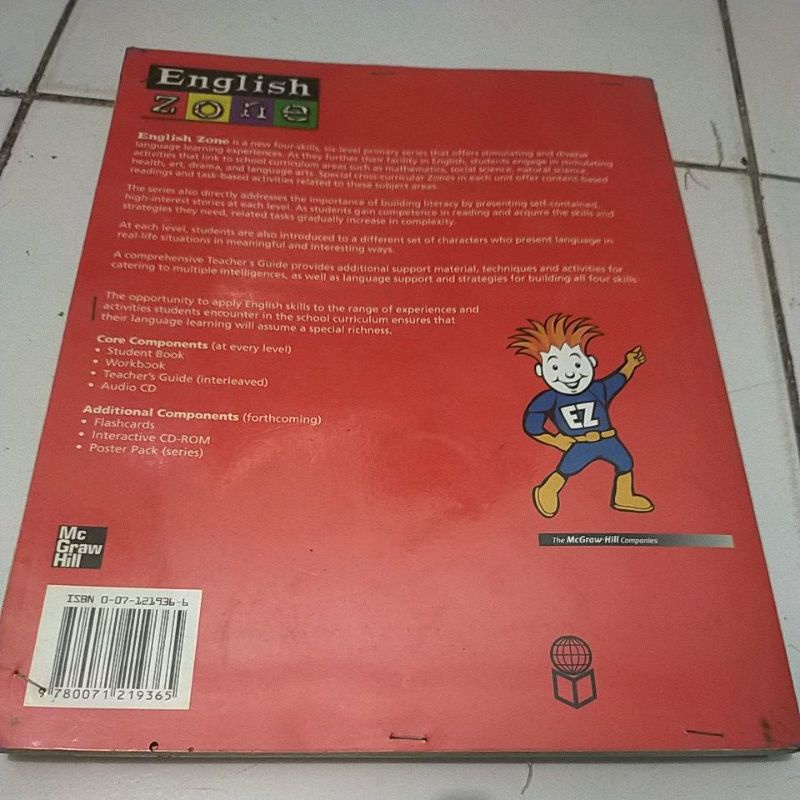 English
Zone
English Zone is a new four-skills, six-level primary series that offers stimulating and diverse
language learning experiences. As they further their facility in English, students engage in stimulating
activities that link to school curriculum areas such as mathematics, social science, natural science,
health, art, drama, and language arts. Special cross-curricular Zones in each unit offer content-based
readings and task-based activities related to these subject areas.
The series also directly addresses the importance of building literacy by presenting self-contained,
high-interest stories at each level. As students gain competence in reading and acquire the skills and
strategies they need, related tasks gradually increase in complexity.
At each level, students are also introduced to a different set of characters who present language in
real-life situations in meaningful and interesting ways.
A comprehensive Teacher's Guide provides additional support material, techniques and activities for
catering to multiple intelligences, as well as language support and strategies for building all four skills.
The opportunity to apply English skills to the range of experiences and
activities students encounter in the school curriculum ensures that
their language learning will assume a special richness.
Core Components (at every level)
• Student Book
• Workbook
• Teacher's Guide (interleaved)
• Audio CD
Additional Components (forthcoming)
• Flashcards
• Interactive CD-ROM
• Poster Pack (series)
EZ
The McGraw-Hill Companies
Mc
Graw
Hill
ISBN 0-07-121936-6
9 780071 219365